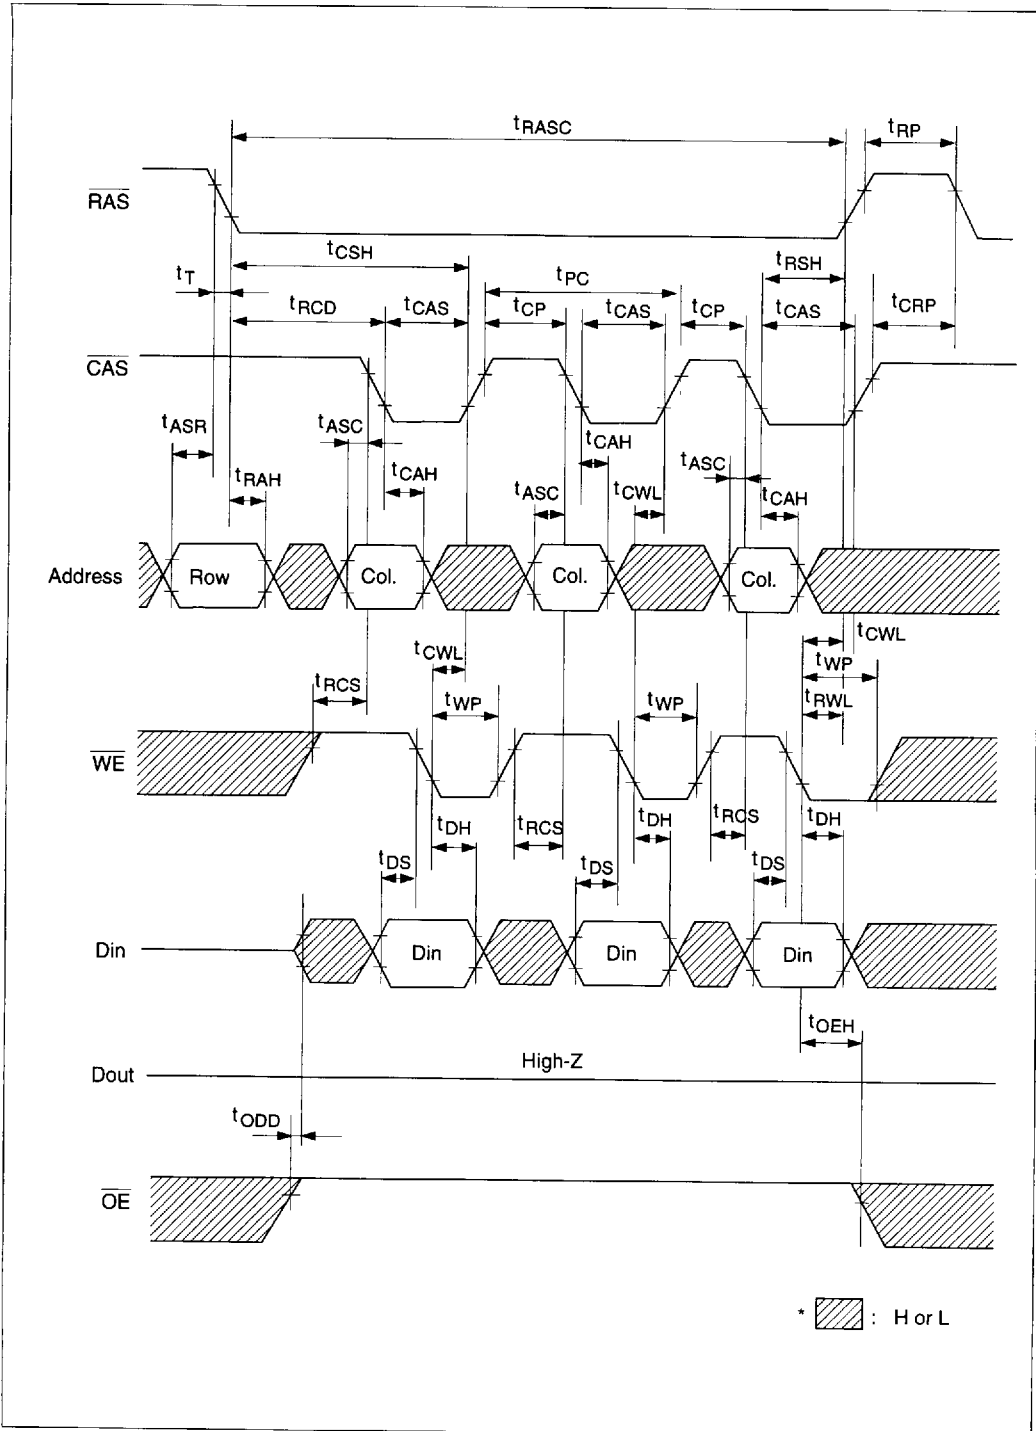 tRASC
tRP
RAS
tCSH
tRSH
tT
tPC
tRCD
tCAS
tCP
tCAS
tCP
tCAS
tCRP
CAS
tASR
tASC
tCAH
tRAH
tCAH
tASC
tASC
tCWL
tCAH
Address
Row
Col.
Col.
Col.
tCWL
tCWL
tWP
tRCS
tWP
tWP
tRWL
WE
tDH
tRCS
tDH
tRCS
tDH
tDS
tDS
tDS
Din
Din
Din
Din
tOEH
High-Z
Dout
tODD
OE
* : H or L